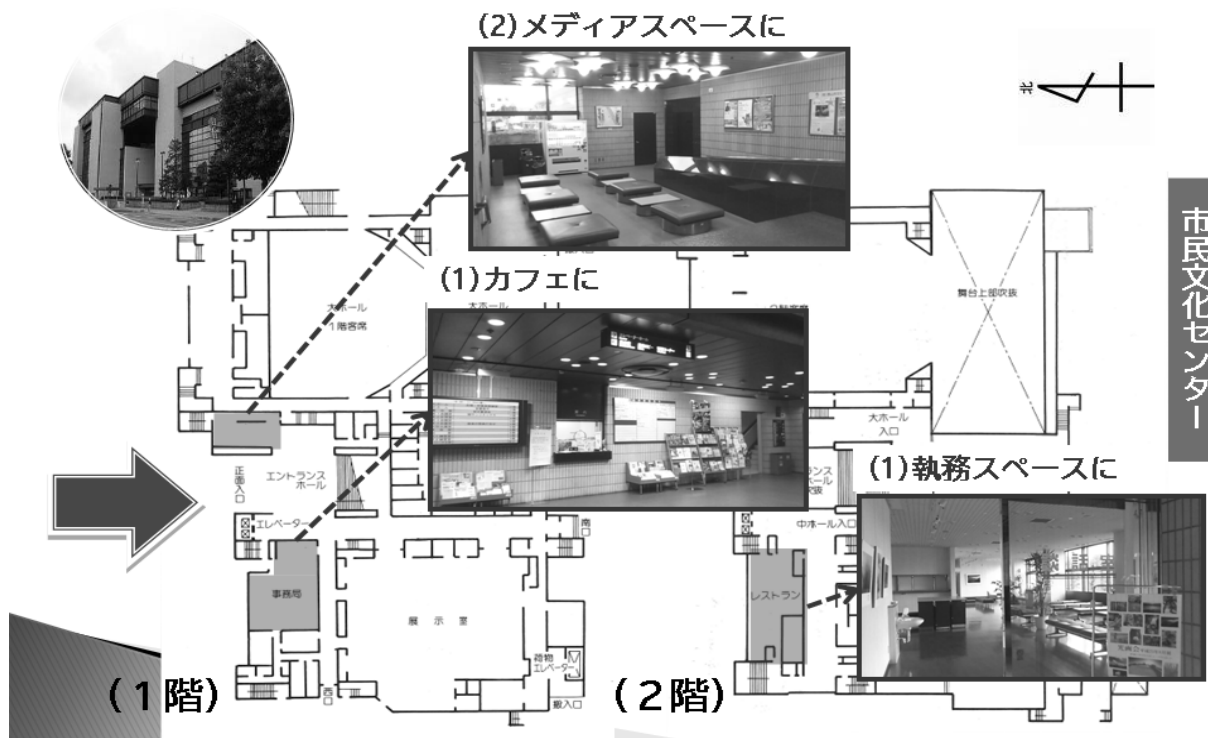 (2)メディアスペースに
北
市民文化センター
(1)カフェに
大ホール
1階客席
大ホール
舞台上部吹抜
大ホール
入口
正面入口
エントランス
ホール
(1)執務スペースに
エレベーター
南口
中ホール入口
事務局
展示室
レストラン
荷物
エレベーター
西口
搬入口
(1階)
(2階)